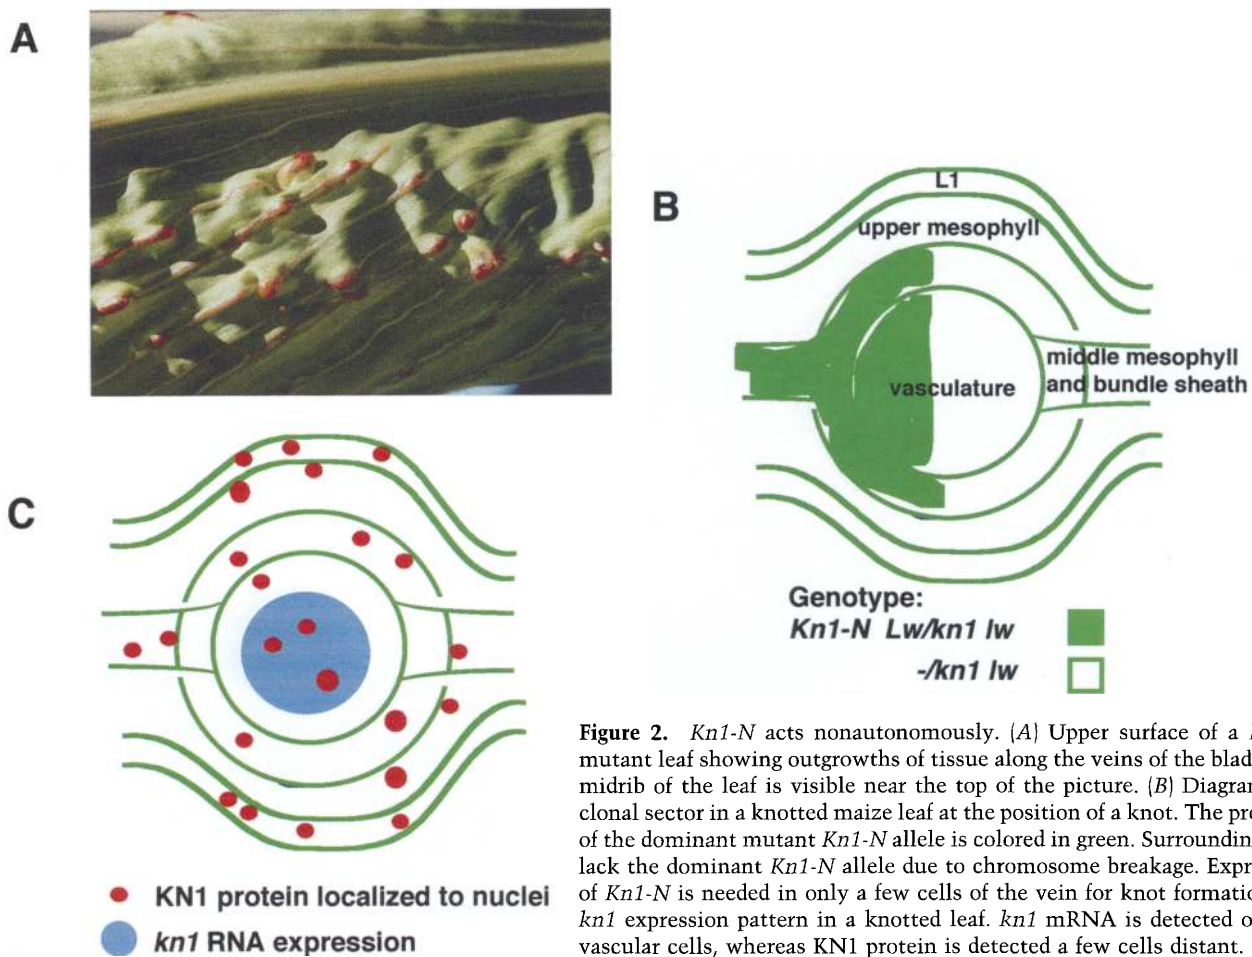 A
B
L1
upper mesophyll
middle mesophyll
vasculature and bundle sheath
C
Genotype:
Kn1-N Lw/kn1 lw
-/kn1 lw
KN1 protein localized to nuclei
kn1 RNA expression
Figure 2. Kn1-N acts nonautonomously. (A) Upper surface of a
mutant leaf showing outgrowths of tissue along the veins of the blad
midrib of the leaf is visible near the top of the picture. (B) Diagran
clonal sector in a knotted maize leaf at the position of a knot. The pre
of the dominant mutant Kn1-N allele is colored in green. Surroundin
lack the dominant Kn1-N allele due to chromosome breakage. Expr
of Kn1-N is needed in only a few cells of the vein for knot formatio
kn1 expression pattern in a knotted leaf. kn1 mRNA is detected o
vascular cells, whereas KN1 protein is detected a few cells distant.